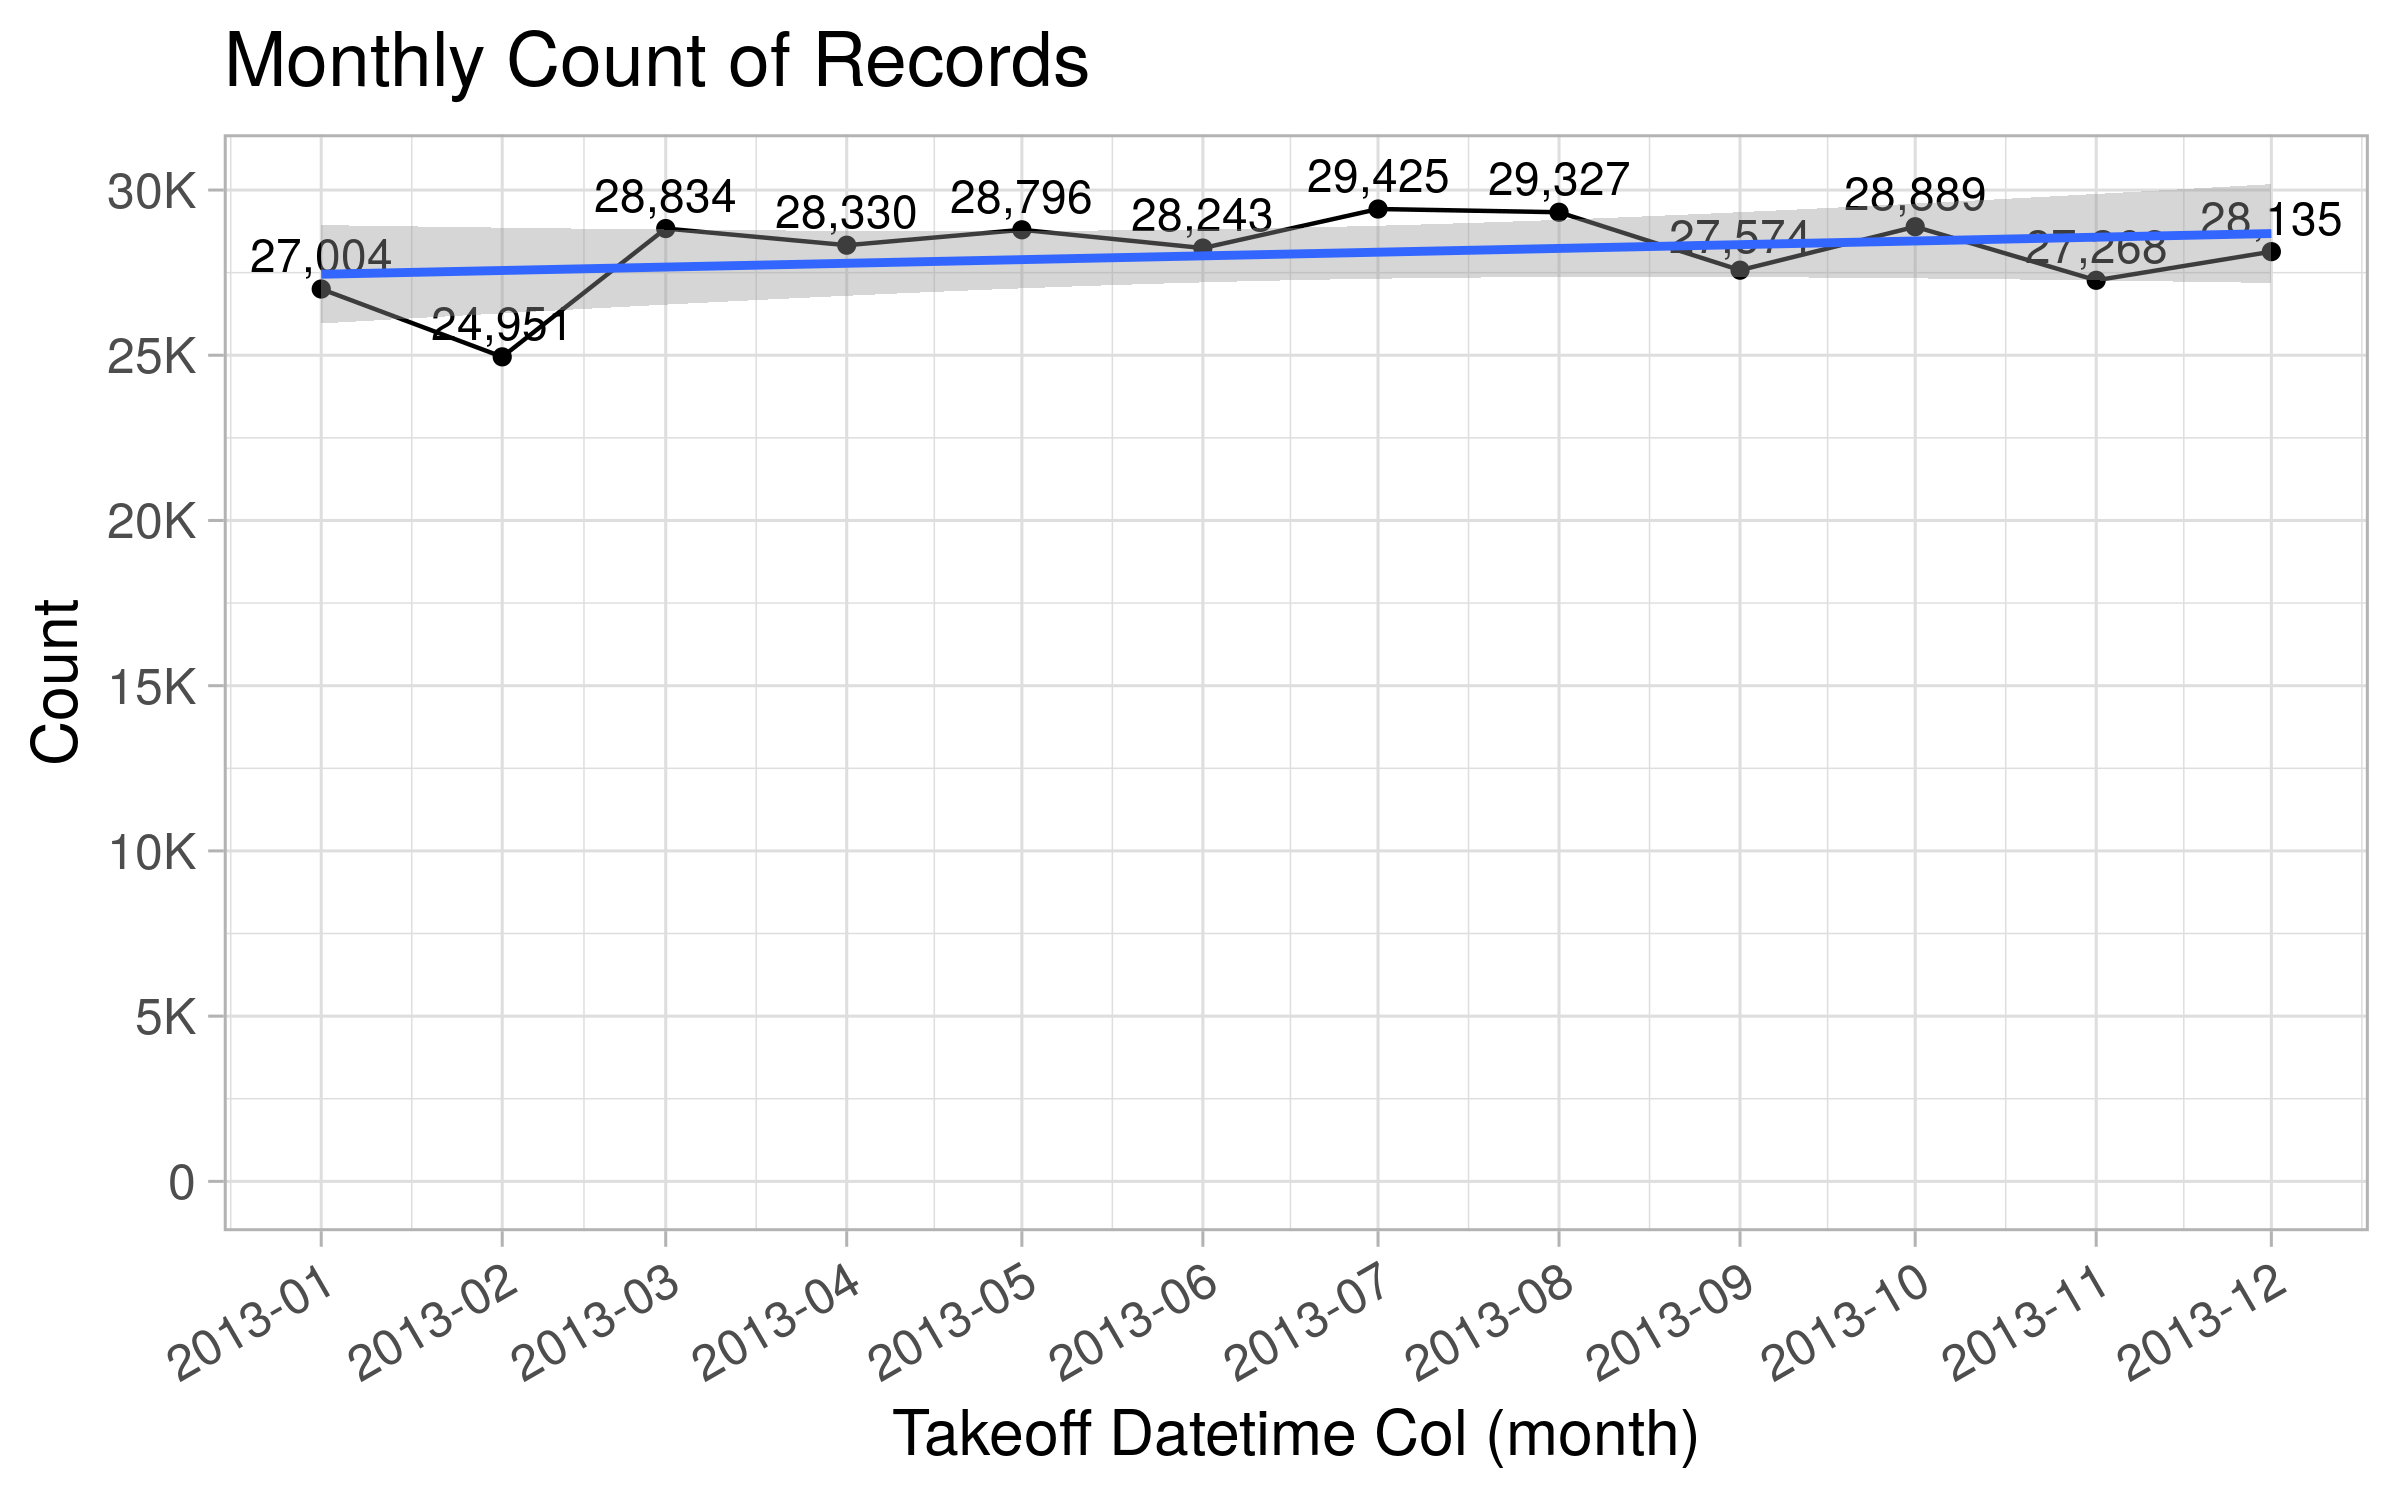 Monthly Count of Records
Count
30K
25K
20K
15K
10K
5K
0
27,004
24,951
28,834
28,330
28,796
28,243
29,425
29,327
27,574
28,889
27,268
28,135
2013-01
2013-02
2013-03
2013-04
2013-05
2013-06
2013-07
2013-08
2013-09
2013-10
2013-11
2013-12
Takeoff Datetime Col (month)